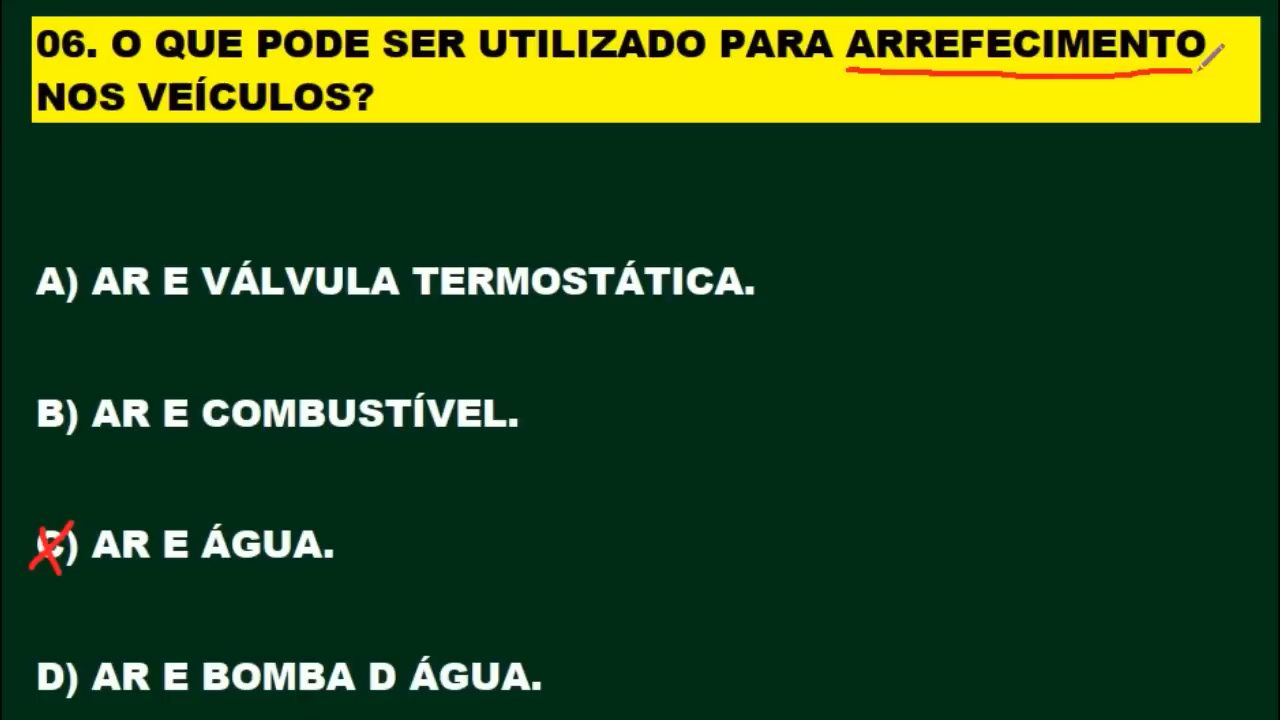 06. O QUE PODE SER UTILIZADO PARA ARREFECIMENTO
NOS VEÍCULOS?
A) AR E VÁLVULA TERMOSTÁTICA.
B) AR E COMBUSTÍVEL.
C) AR E ÁGUA.
D) AR E BOMBA D ÁGUA.